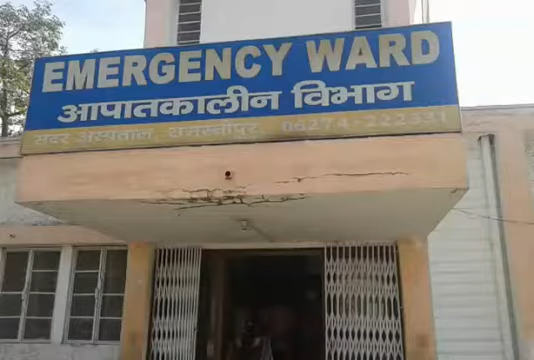 EMERGENCY WARD
आपातकालीन विभाग
सदर अस्पताल, समस्तीपुर, 06274-222331